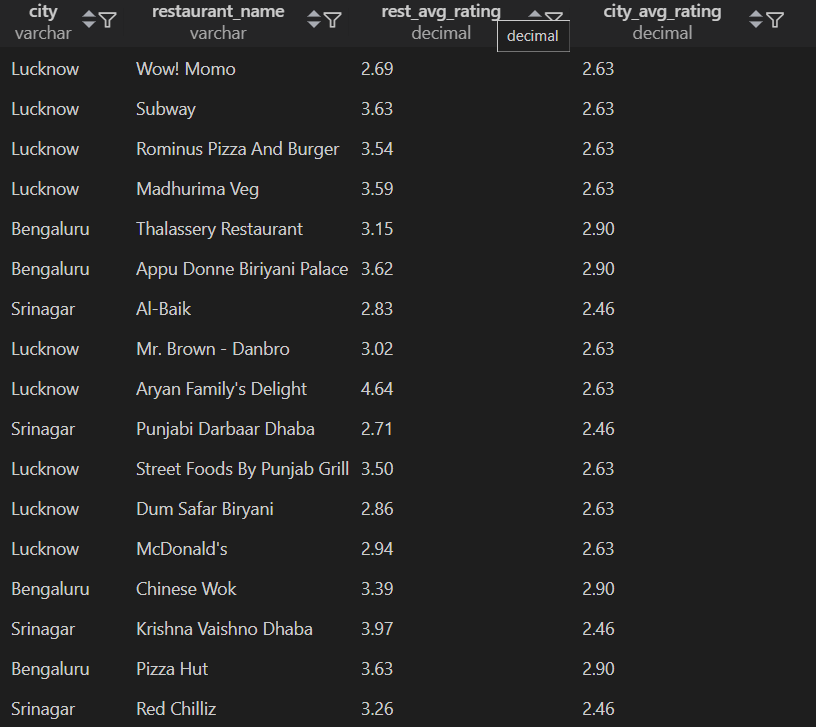 city restaurant_name rest_avg_rating city_avg_rating
varchar varchar decimal decimal decimal
Lucknow Wow! Momo 2.69 2.63
Lucknow Subway 3.63 2.63
Lucknow Rominus Pizza And Burger 3.54 2.63
Lucknow Madhurima Veg 3.59 2.63
Bengaluru Thalassery Restaurant 3.15 2.90
Bengaluru Appu Donne Biriyani Palace 3.62 2.90
Srinagar Al-Baik 2.83 2.46
Lucknow Mr. Brown - Danbro 3.02 2.63
Lucknow Aryan Family's Delight 4.64 2.63
Srinagar Punjabi Darbaar Dhaba 2.71 2.46
Lucknow Street Foods By Punjab Grill 3.50 2.63
Lucknow Dum Safar Biryani 2.86 2.63
Lucknow McDonald's 2.94 2.63
Bengaluru Chinese Wok 3.39 2.90
Srinagar Krishna Vaishno Dhaba 3.97 2.46
Bengaluru Pizza Hut 3.63 2.90
Srinagar Red Chilliz 3.26 2.46